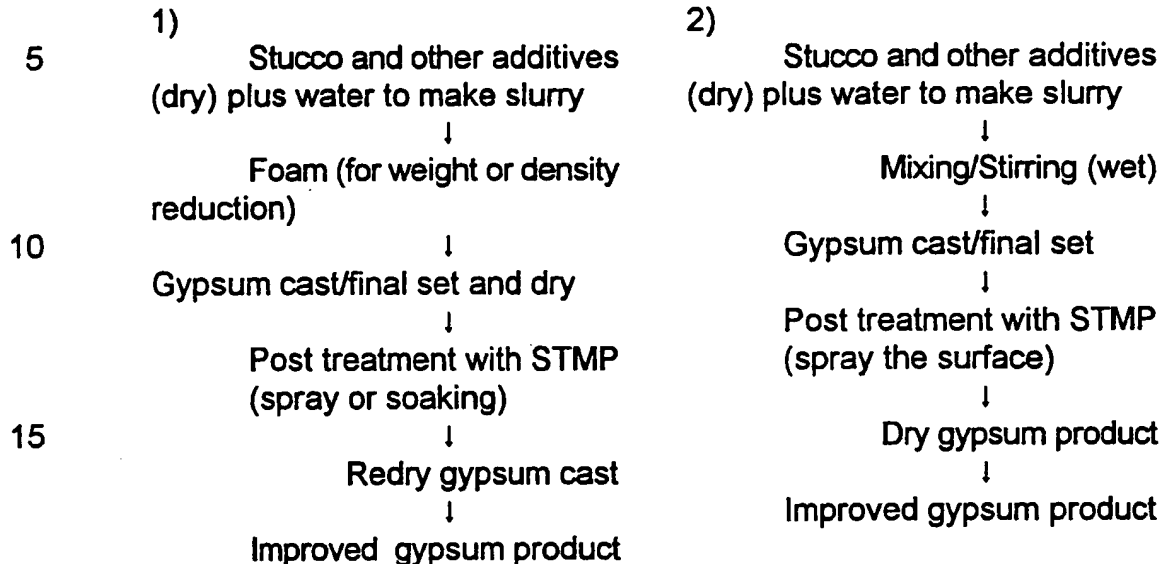 1)
5 Stucco and other additives
(dry) plus water to make slurry
↓
Foam (for weight or density
reduction)
10 ↓
Gypsum cast/final set and dry
↓
Post treatment with STMP
(spray or soaking)
15 ↓
Redry gypsum cast
↓
Improved gypsum product
2)
Stucco and other additives
(dry) plus water to make slurry
↓
Mixing/Stirring (wet)
↓
Gypsum cast/final set
↓
Post treatment with STMP
(spray the surface)
↓
Dry gypsum product
↓
Improved gypsum product